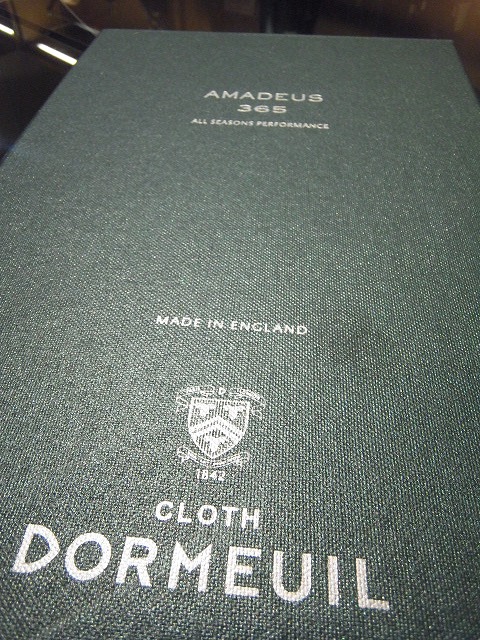 AMADEUS
365
ALL SEASONS PERFORMANCE
MADE IN ENGLAND
D
1842
CLOTH
DORMEUIL